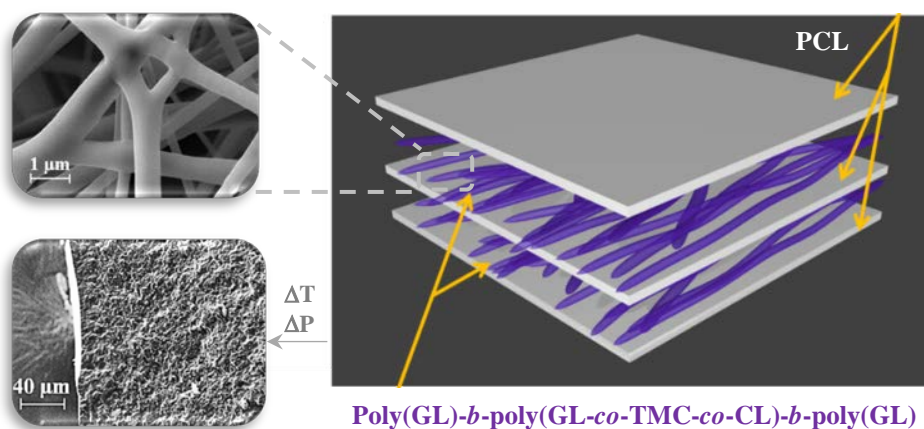 PCL
1 μm
ΔT
ΔP
40 μm
Poly(GL)-b-poly(GL-co-TMC-co-CL)-b-poly(GL)